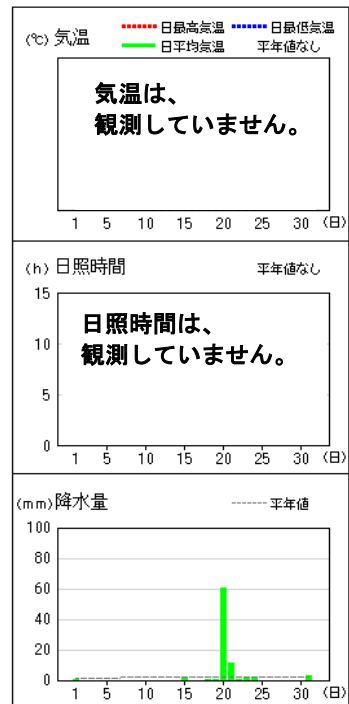 (℃) 気温 日最高気温 日最低気温
日平均気温 平年値なし
気温は、
観測していません。
1 5 10 15 20 25 30 (日)
(h) 日照時間 平年値なし
15
日照時間は、
10
観測していません。
5
0
1 5 10 15 20 25 30 (日)
(mm) 降水量 平年値
100
80
60
40
20
0
1 5 10 15 20 25 30 (日)